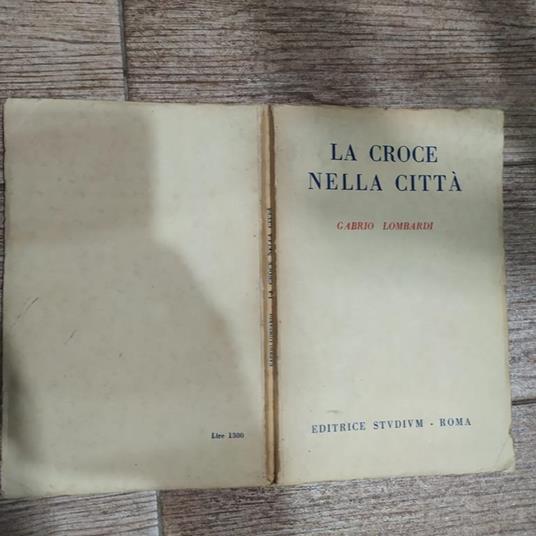 LA CROCE
NELLA CITTÀ
GABRIO LOMBARDI
EDITRICE STVDIVM - ROMA
Lire 1300